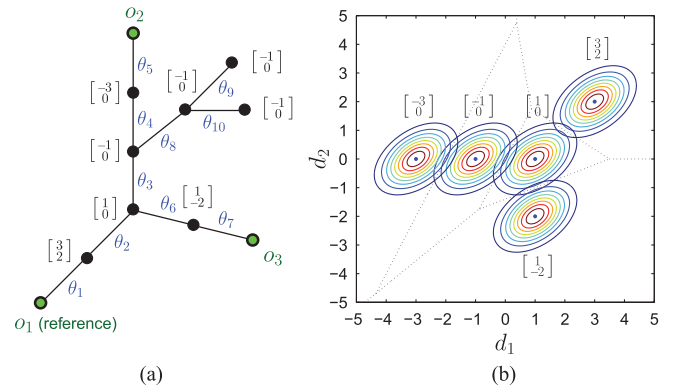 (a)
o₂
θ₅
[-3 0]
θ₄
[-1 0]
θ₈
[-1 0]
θ₉
[-1 0]
θ₁₀
[-1 0]
θ₃
[1 0]
θ₆
[1 -2]
θ₇
o₃
[3 2]
θ₂
θ₁
o₁ (reference)
(b)
5
4
3
2
1
0
-1
-2
-3
-4
-5
d₂
[-3 0]
[-1 0]
[1 0]
[3 2]
[1 -2]
-5 -4 -3 -2 -1 0 1 2 3 4 5
d₁